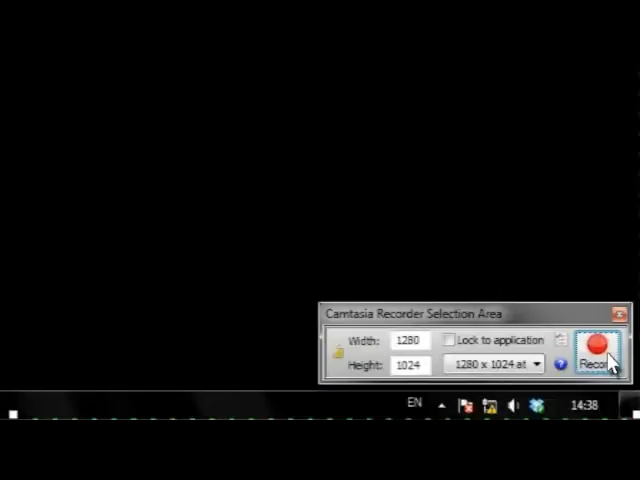 Camtasia Recorder Selection Area
Width: 1280 Lock to application
Height: 1024 1280 x 1024 at
EN 14:38